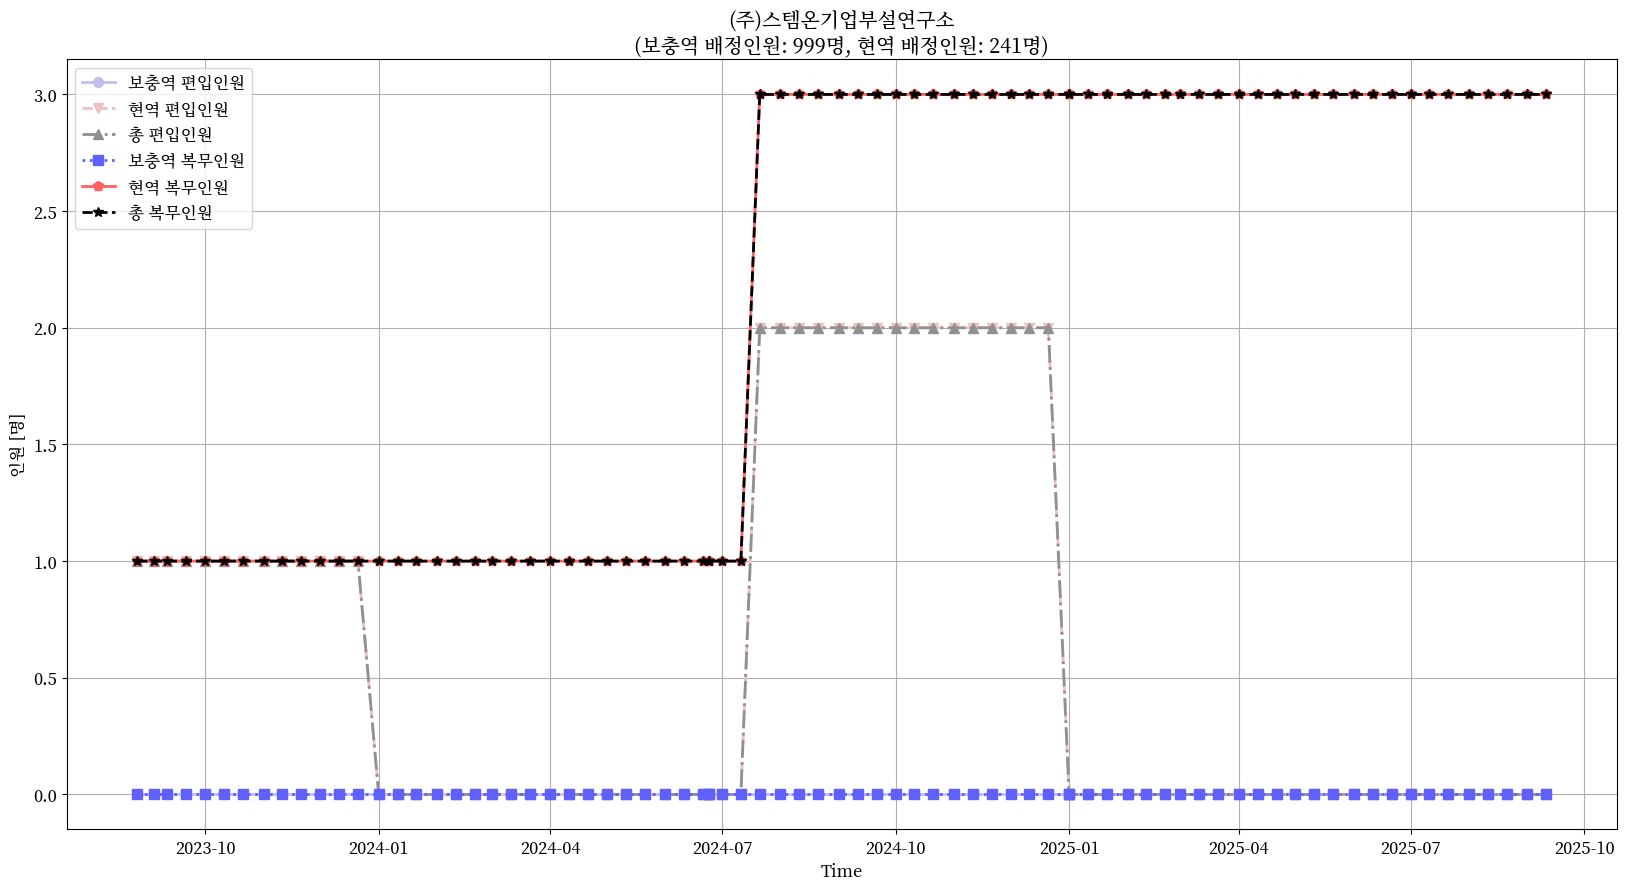 (주)스템온기업부설연구소
(보충역 배정인원: 999명, 현역 배정인원: 241명)
보충역 편입인원
현역 편입인원
총 편입인원
보충역 복무인원
현역 복무인원
총 복무인원
3.0
2.5
2.0
1.5
1.0
0.5
0.0
인원 [명]
2023-10
2024-01
2024-04
2024-07
2024-10
2025-01
2025-04
2025-07
2025-10
Time